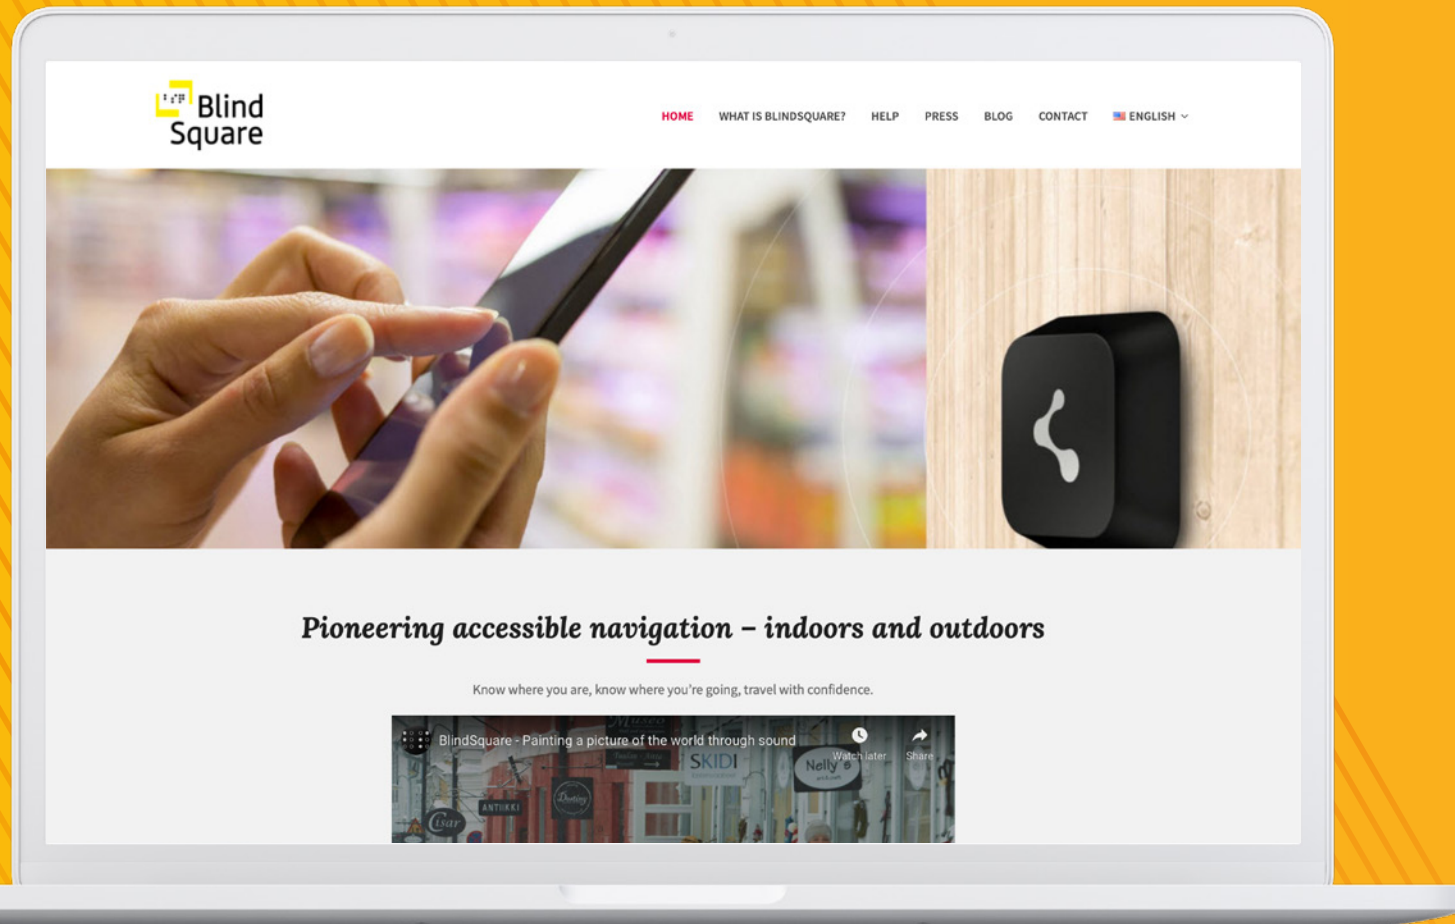 Blind
Square
HOME WHAT IS BLINDSQUARE? HELP PRESS BLOG CONTACT ENGLISH
Pioneering accessible navigation – indoors and outdoors
Know where you are, know where you're going, travel with confidence.
BlindSquare - Painting a picture of the world through sound
Watch later Share
Museo
SKIDI
Nelly
ANTIIKKI
Cisar